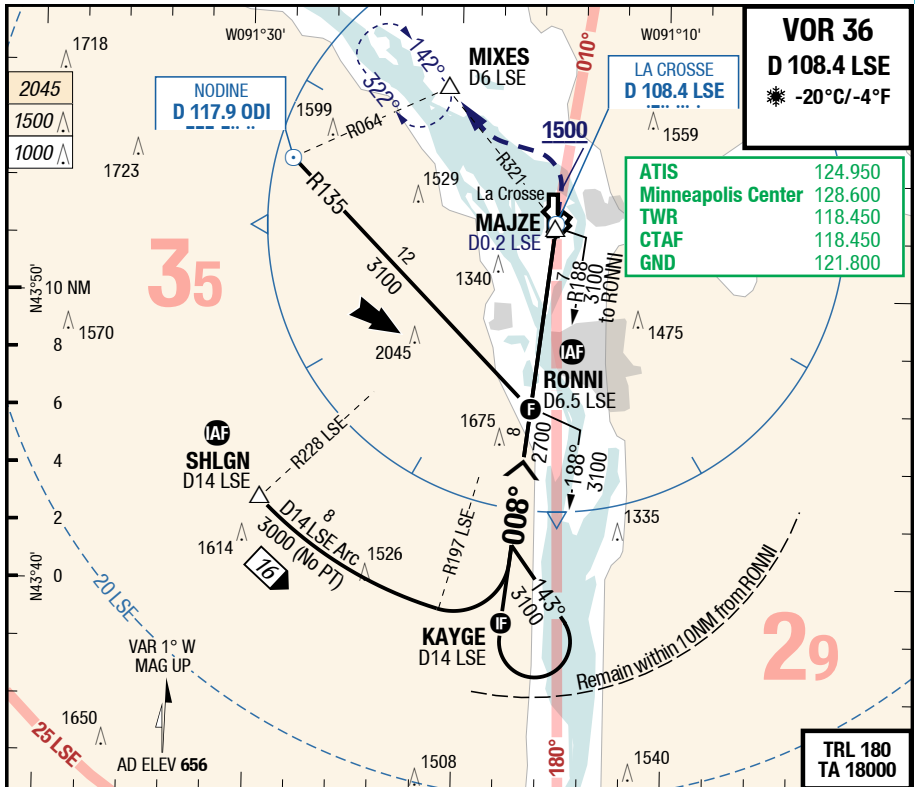 VOR 36
D 108.4 LSE
-20°C/-4°F
ATIS 124.950
Minneapolis Center 128.600
TWR 118.450
CTAF 118.450
GND 121.800
W091°30'
W091°10'
010°
1718
2045
1500
1000
1723
NODINE
D 117.9 ODI
1599
R064
142°
322°
MIXES
D6 LSE
LA CROSSE
D 108.4 LSE
1500
1559
R321
1529
La Crosse
MAJZE
D0.2 LSE
R135
12
3100
1340
7
R188
3100
to RONNI
35
N43°50'
10 NM
8
6
4
2
0
N43°40'
1570
2045
1475
IAF
RONNI
D6.5 LSE
F
1675
8
2700
188°
3100
IAF
SHLGN
D14 LSE
R228 LSE
8
D14 LSE Arc
3000 (No PT)
1614
16
1526
R197 LSE
008°
1335
143°
3100
IF
KAYGE
D14 LSE
Remain within 10NM from RONNI
29
20 LSE
VAR 1° W
MAG UP
1650
25 LSE
AD ELEV 656
1508
180°
1540
TRL 180
TA 18000